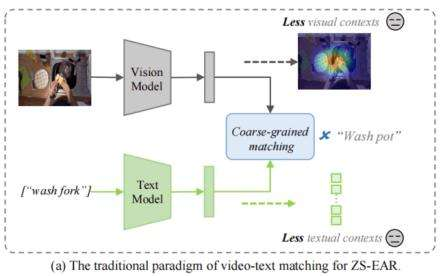 Less visual contexts
Vision
Model
Coarse-grained
matching
✘ "Wash pot"
["wash fork"]
Text
Model
Less textual contexts
(a) The traditional paradigm of video-text matching for ZS-EAR.